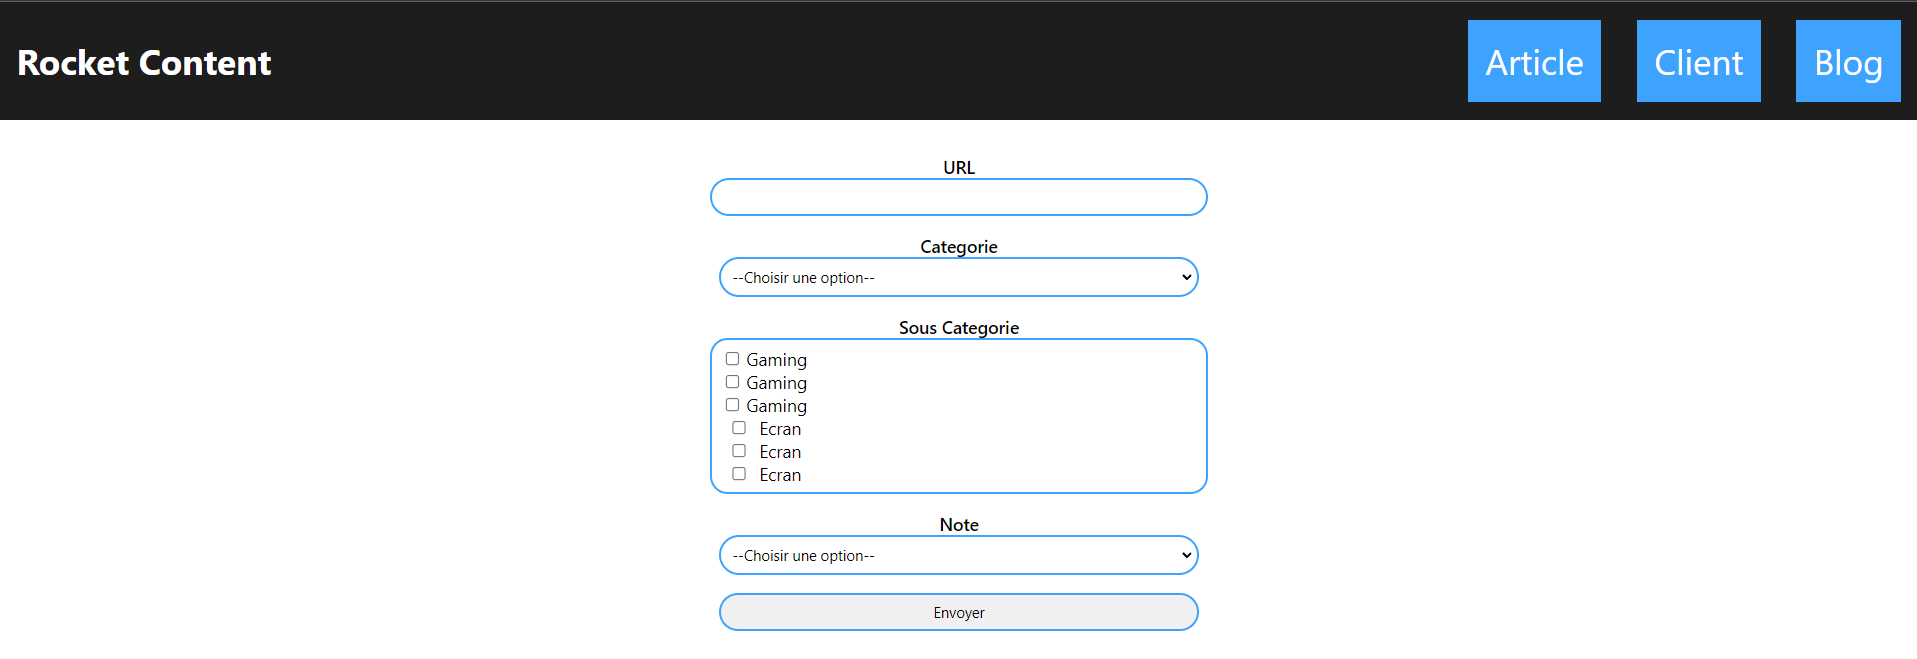 Rocket Content
Article
Client
Blog
URL
Categorie
--Choisir une option--
Sous Categorie
Gaming
Gaming
Gaming
Ecran
Ecran
Ecran
Note
--Choisir une option--
Envoyer